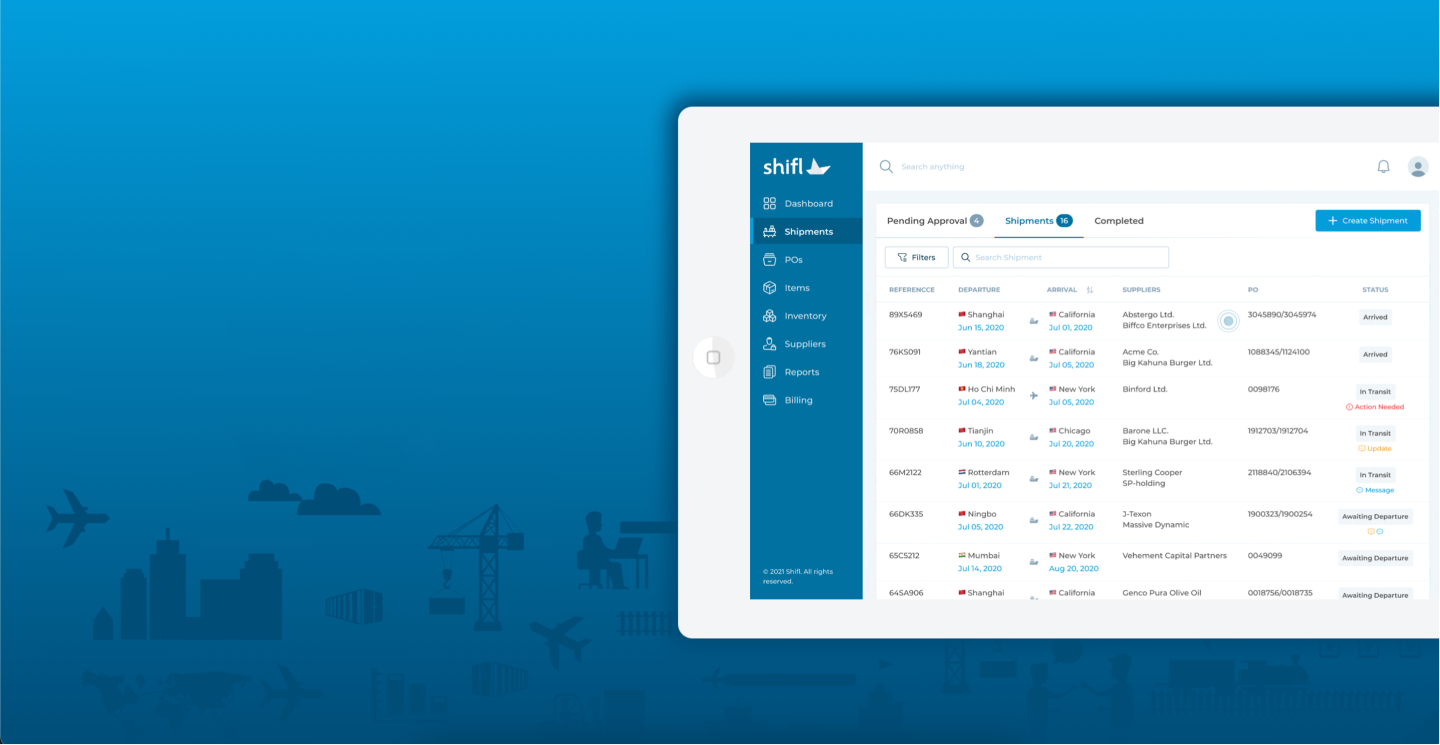 shifl
Search anything
Dashboard
Shipments
POs
Items
Inventory
Suppliers
Reports
Billing
© 2021 Shifl. All rights
reserved.
Pending Approval 4 Shipments 16 Completed + Create Shipment
Filters Search Shipment
REFERENCCE DEPARTURE ARRIVAL SUPPLIERS PO STATUS
89X5469 Shanghai California Abstergo Ltd. 3045890/3045974 Arrived
Jun 15, 2020 Jul 01, 2020 Biffco Enterprises Ltd.
76KS091 Yantian California Acme Co. 1088345/1124100 Arrived
Jun 18, 2020 Jul 05, 2020 Big Kahuna Burger Ltd.
75DL177 Ho Chi Minh New York Binford Ltd. 0098176 In Transit
Jul 04, 2020 Jul 05, 2020 Action Needed
70R0858 Tianjin Chicago Barone LLC. 1912703/1912704 In Transit
Jun 10, 2020 Jul 20, 2020 Big Kahuna Burger Ltd. Update
66M2122 Rotterdam New York Sterling Cooper 2118840/2106394 In Transit
Jul 01, 2020 Jul 21, 2020 SP-holding Message
66DK335 Ningbo California J-Texon 1900323/1900254 Awaiting Departure
Jul 05, 2020 Jul 22, 2020 Massive Dynamic
65C5212 Mumbai New York Vehement Capital Partners 0049099 Awaiting Departure
Jul 14, 2020 Aug 20, 2020
64SA906 Shanghai California Genco Pura Olive Oil 0018756/0018735 Awaiting Departure